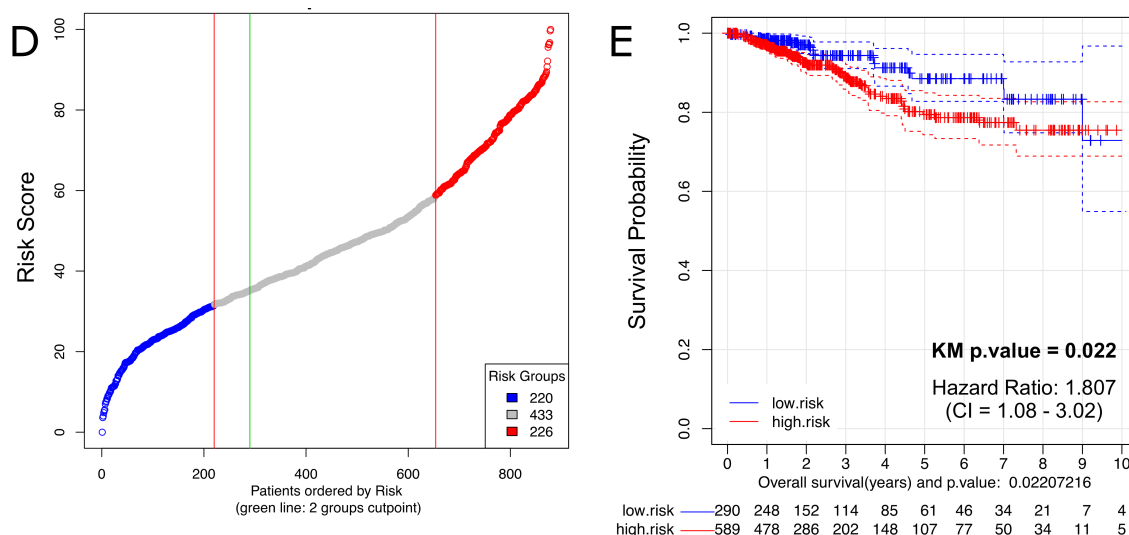 D
Risk Score
100
80
60
40
20
0
Risk Groups
220
433
226
0 200 400 600 800
Patients ordered by Risk
(green line: 2 groups cutpoint)
E
Survival Probability
1.0
0.8
0.6
0.4
0.2
0.0
KM p.value = 0.022
Hazard Ratio: 1.807
(CI = 1.08 - 3.02)
low.risk
high.risk
0 1 2 3 4 5 6 7 8 9 10
Overall survival(years) and p.value: 0.02207216
low.risk 290 248 152 114 85 61 46 34 21 7 4
high.risk 589 478 286 202 148 107 77 50 34 11 5